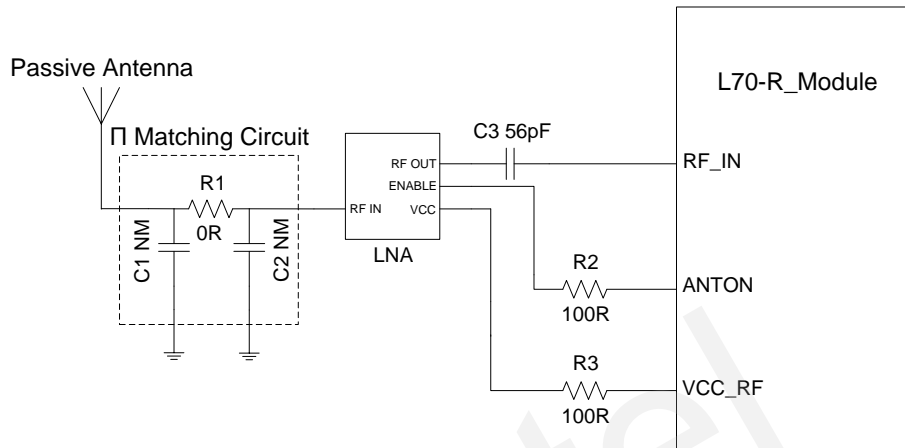 Passive Antenna
Π Matching Circuit
R1
0R
C1 NM
C2 NM
RF IN
RF OUT
ENABLE
VCC
LNA
C3 56pF
R2
100R
R3
100R
L70-R_Module
RF_IN
ANTON
VCC_RF